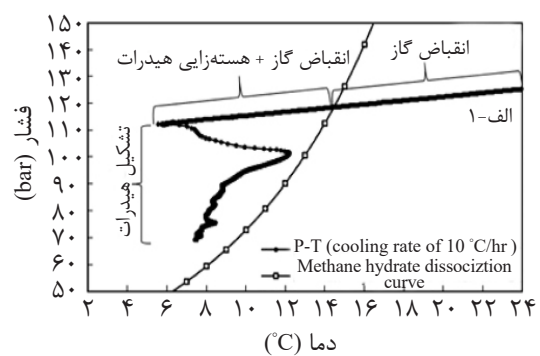 ۱۵۰
۱۴۰
۱۳۰
۱۲۰
۱۱۰
۱۰۰
۹۰
۸۰
۷۰
۶۰
۵۰
فشار (bar)
انقباض گاز + هسته‌زایی هیدرات
انقباض گاز
الف-۱
تشکیل هیدرات
P-T (cooling rate of 10 °C/hr )
Methane hydrate dissociztion
curve
۲ ۴ ۶ ۸ ۱۰ ۱۲ ۱۴ ۱۶ ۱۸ ۲۰ ۲۲ ۲۴
دما (°C)